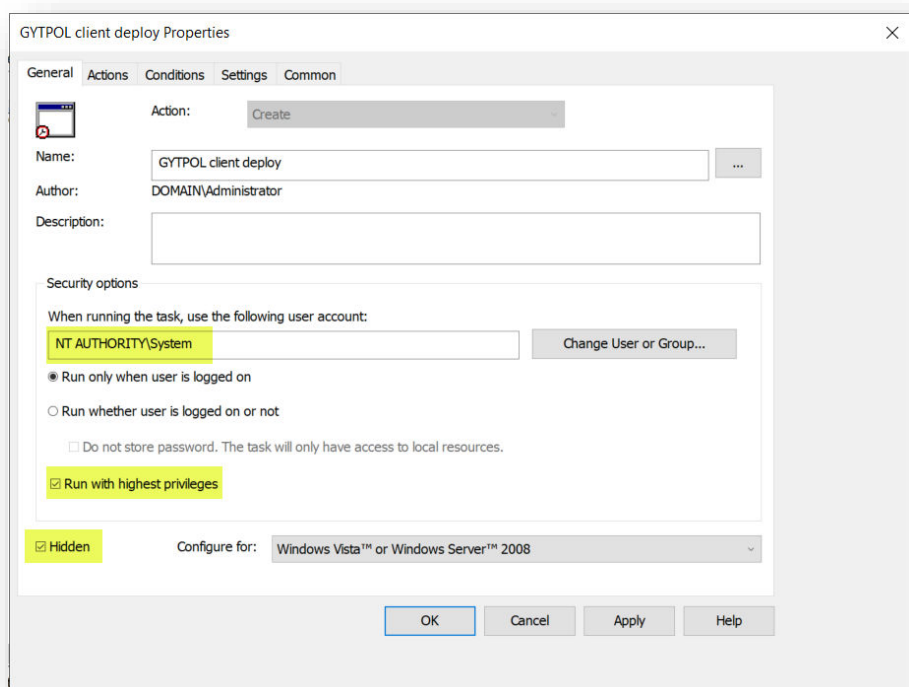 GYTPOL client deploy Properties
General Actions Conditions Settings Common
Action: Create
Name: GYTPOL client deploy ...
Author: DOMAIN\Administrator
Description:
Security options
When running the task, use the following user account:
NT AUTHORITY\System Change User or Group...
Run only when user is logged on
Run whether user is logged on or not
Do not store password. The task will only have access to local resources.
Run with highest privileges
Hidden Configure for: Windows Vista™ or Windows Server™ 2008
OK Cancel Apply Help